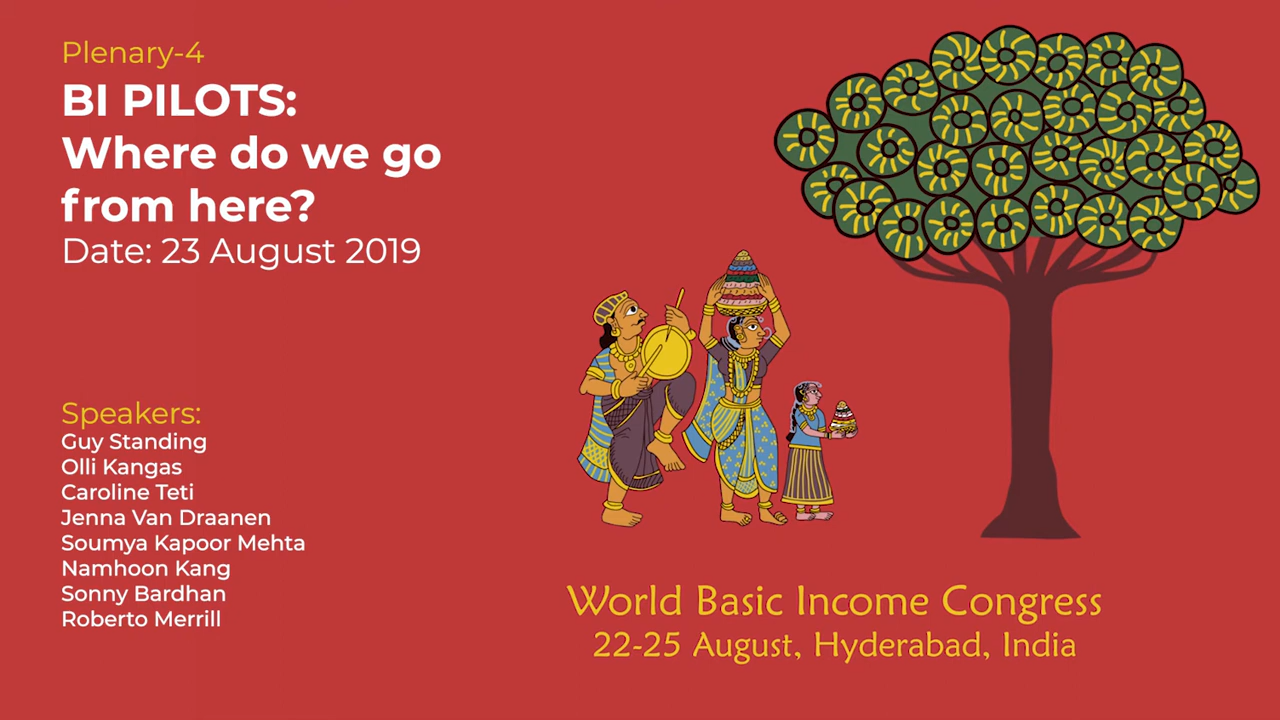 Plenary-4
BI PILOTS:
Where do we go
from here?
Date: 23 August 2019
Speakers:
Guy Standing
Olli Kangas
Caroline Teti
Jenna Van Draanen
Soumya Kapoor Mehta
Namhoon Kang
Sonny Bardhan
Roberto Merrill
World Basic Income Congress
22-25 August, Hyderabad, India